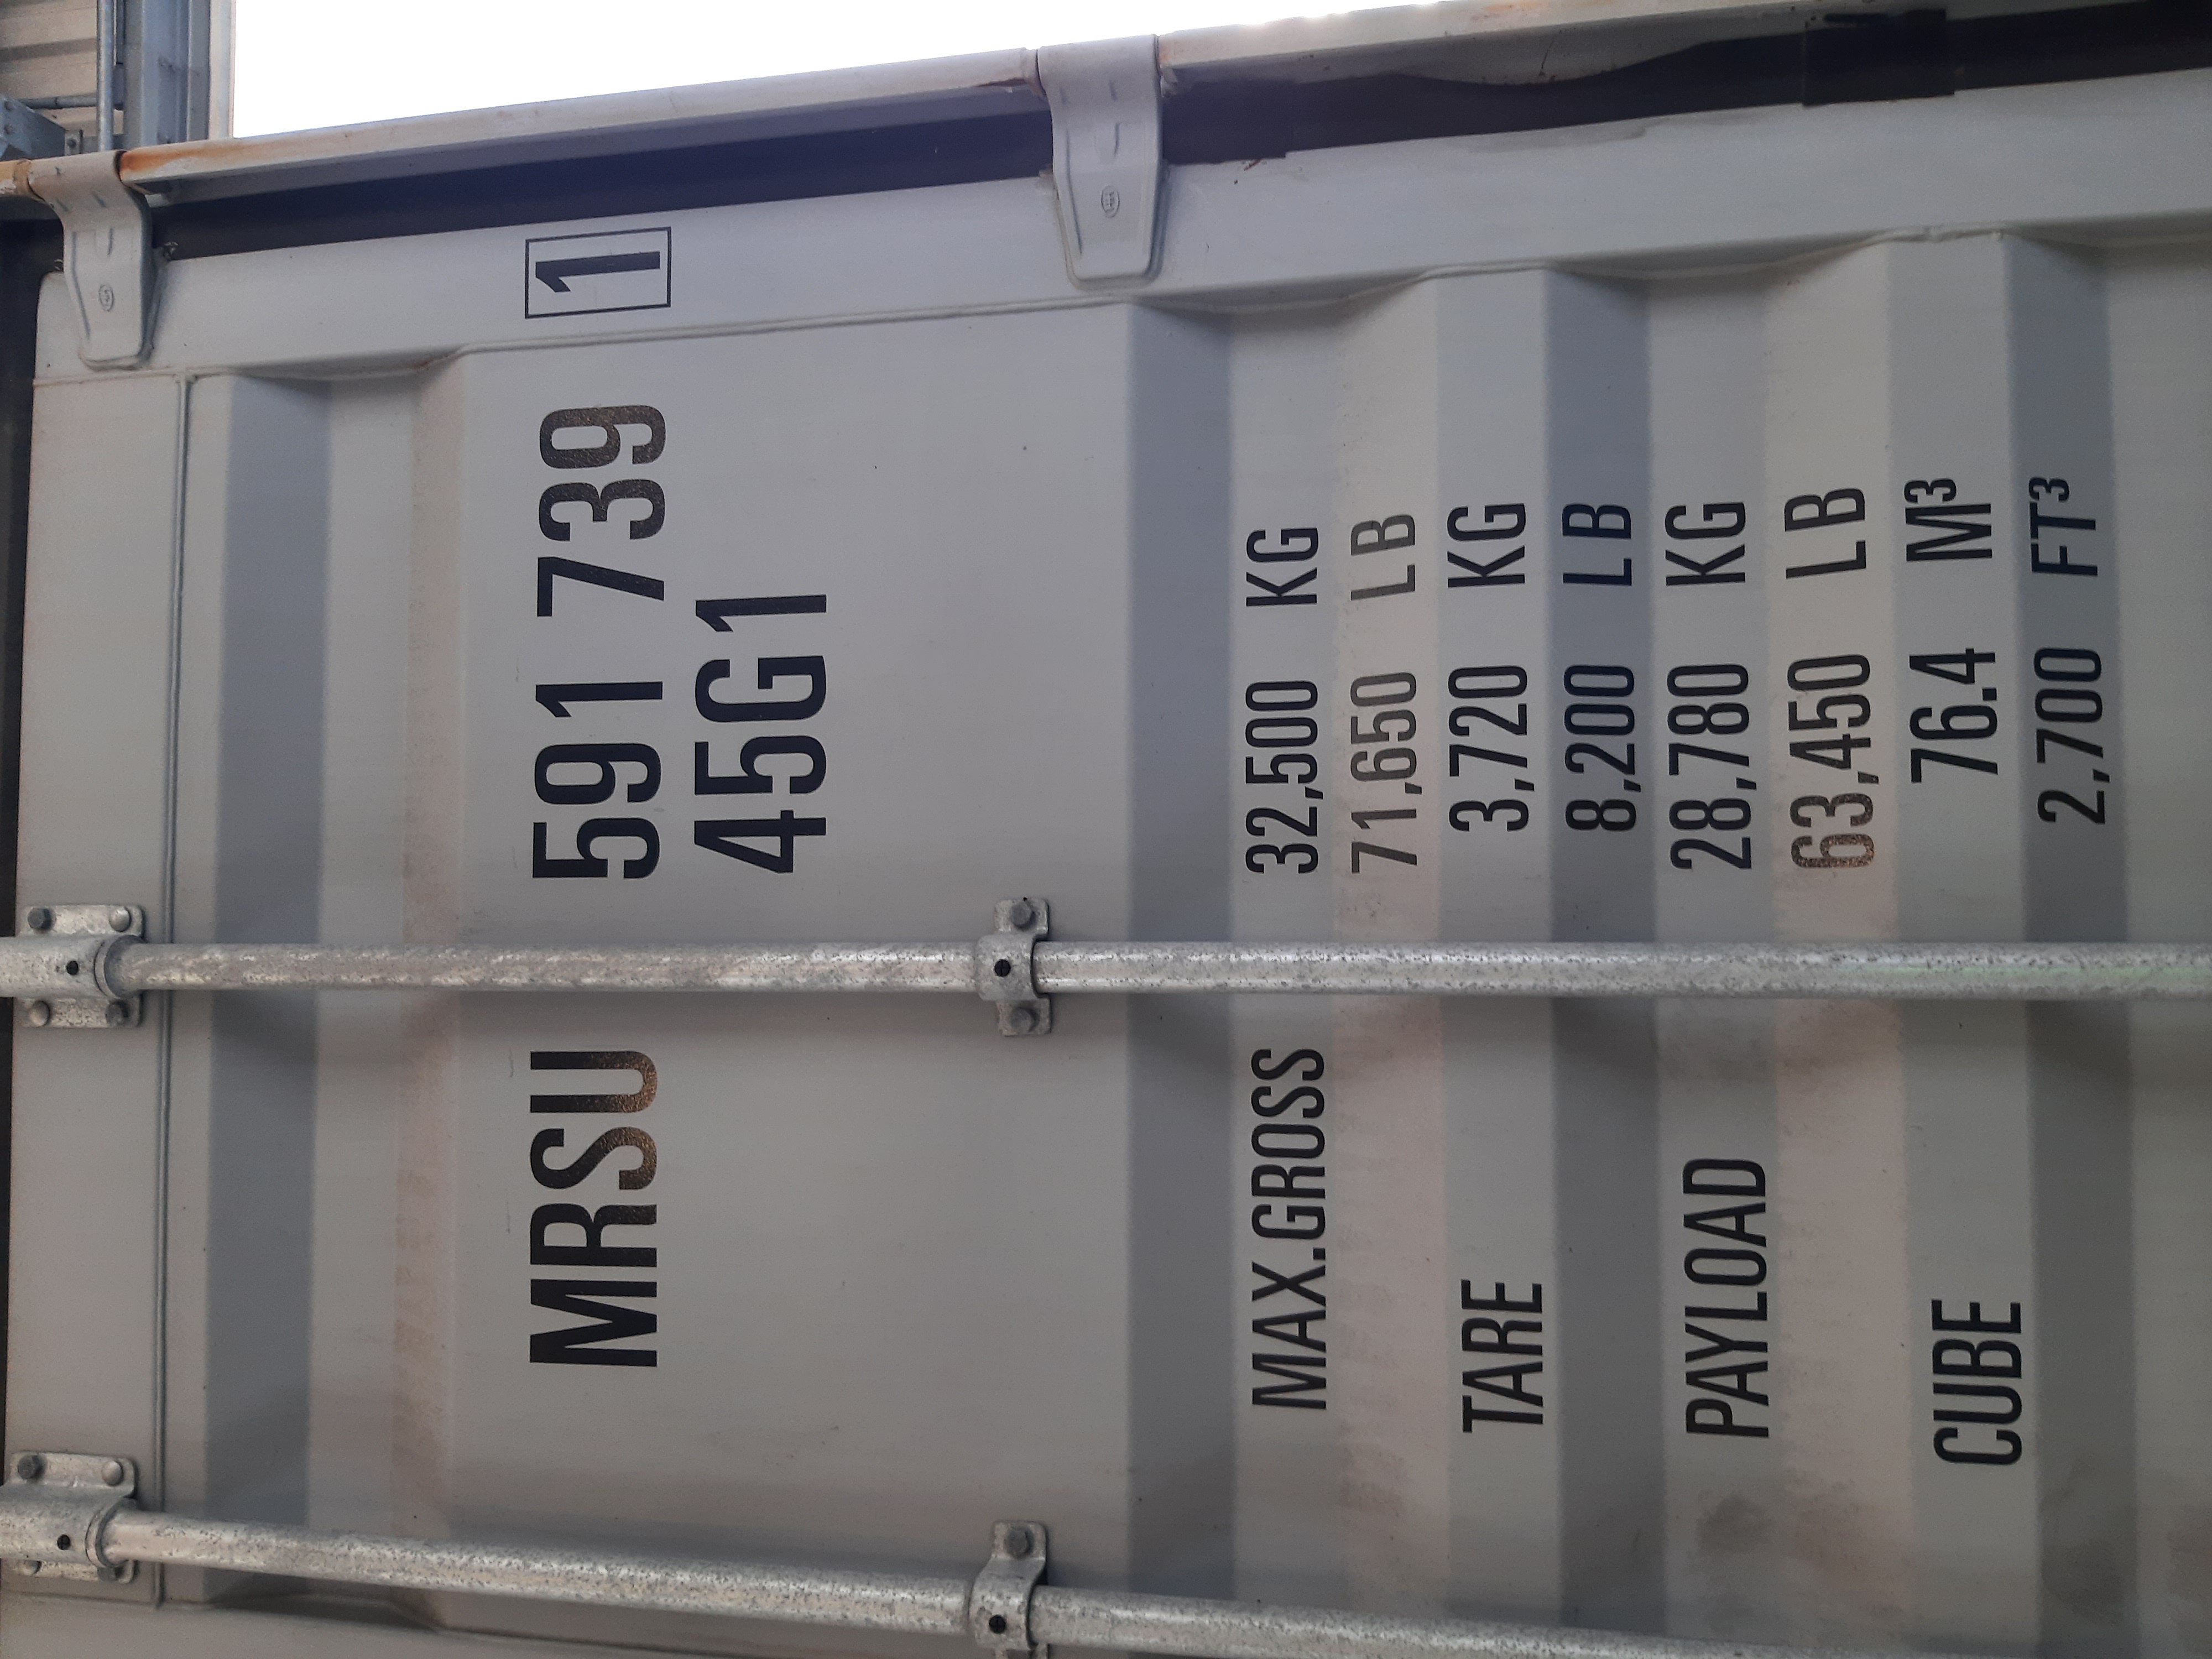 MRSU 591 739 1
45G1
MAX.GROSS 32,500 KG
71,650 LB
TARE 3,720 KG
8,200 LB
PAYLOAD 28,780 KG
63,450 LB
CUBE 76.4 M³
2,700 FT³